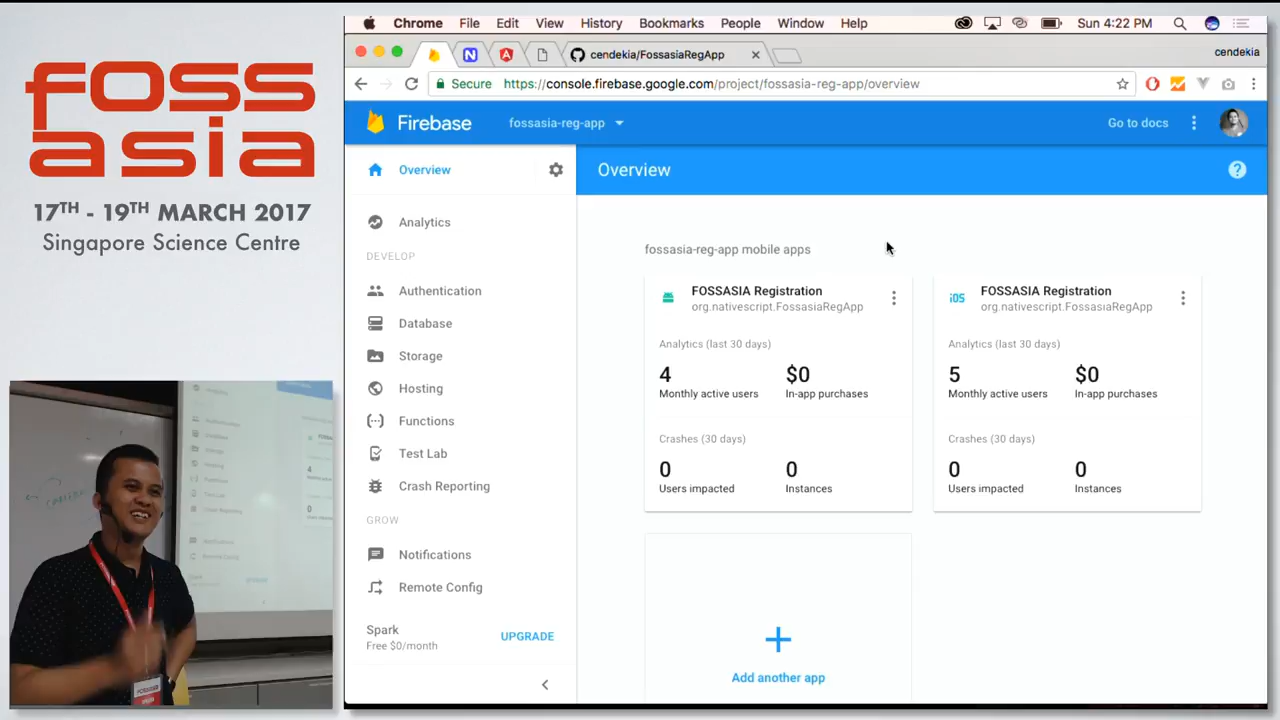 foss
asia
17TH - 19TH MARCH 2017
Singapore Science Centre
Chrome File Edit View History Bookmarks People Window Help Sun 4:22 PM
cendekia/FossasiaRegApp cendekia
Secure https://console.firebase.google.com/project/fossasia-reg-app/overview
Firebase fossasia-reg-app Go to docs
Overview
Analytics
DEVELOP
Authentication
Database
Storage
Hosting
Functions
Test Lab
Crash Reporting
GROW
Notifications
Remote Config
Spark
Free $0/month
UPGRADE
Overview
fossasia-reg-app mobile apps
FOSSASIA Registration
org.nativescript.FossasiaRegApp
Analytics (last 30 days)
4 $0
Monthly active users In-app purchases
Crashes (30 days)
0 0
Users impacted Instances
iOS FOSSASIA Registration
org.nativescript.FossasiaRegApp
Analytics (last 30 days)
5 $0
Monthly active users In-app purchases
Crashes (30 days)
0 0
Users impacted Instances
Add another app